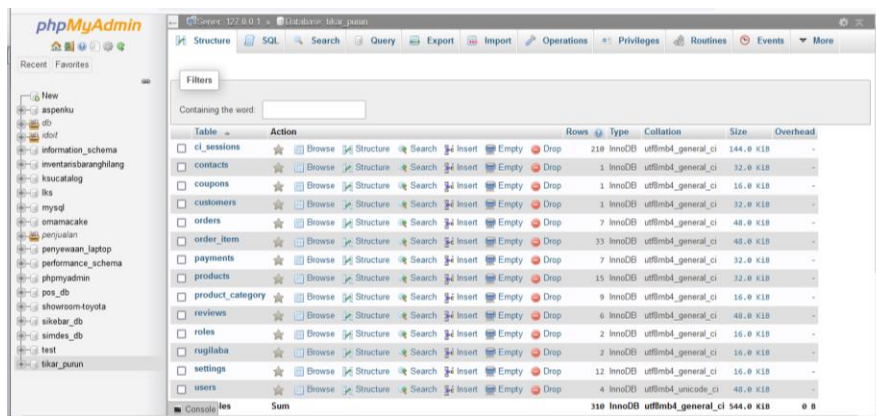 phpMyAdmin
Recent Favorites
New
aspenku
db
idoit
information_schema
inventarisbaranghilang
ksucatalog
lks
mysql
omamacake
penjualan
penyewaan_laptop
performance_schema
phpmyadmin
pos_db
showroom-toyota
sikebar_db
simdes_db
test
tikar_purun
Server: 127.0.0.1 » Database: tikar_purun
Structure SQL Search Query Export Import Operations Privileges Routines Events More
Filters
Containing the word:
Table Action Rows Type Collation Size Overhead
ci_sessions Browse Structure Search Insert Empty Drop 210 InnoDB utf8mb4_general_ci 144.0 KiB -
contacts Browse Structure Search Insert Empty Drop 1 InnoDB utf8mb4_general_ci 32.0 KiB -
coupons Browse Structure Search Insert Empty Drop 1 InnoDB utf8mb4_general_ci 16.0 KiB -
customers Browse Structure Search Insert Empty Drop 1 InnoDB utf8mb4_general_ci 32.0 KiB -
orders Browse Structure Search Insert Empty Drop 7 InnoDB utf8mb4_general_ci 48.0 KiB -
order_item Browse Structure Search Insert Empty Drop 33 InnoDB utf8mb4_general_ci 48.0 KiB -
payments Browse Structure Search Insert Empty Drop 7 InnoDB utf8mb4_general_ci 32.0 KiB -
products Browse Structure Search Insert Empty Drop 15 InnoDB utf8mb4_general_ci 32.0 KiB -
product_category Browse Structure Search Insert Empty Drop 9 InnoDB utf8mb4_general_ci 16.0 KiB -
reviews Browse Structure Search Insert Empty Drop 6 InnoDB utf8mb4_general_ci 48.0 KiB -
roles Browse Structure Search Insert Empty Drop 2 InnoDB utf8mb4_general_ci 16.0 KiB -
rugilaba Browse Structure Search Insert Empty Drop 2 InnoDB utf8mb4_general_ci 16.0 KiB -
settings Browse Structure Search Insert Empty Drop 12 InnoDB utf8mb4_general_ci 16.0 KiB -
users Browse Structure Search Insert Empty Drop 4 InnoDB utf8mb4_unicode_ci 48.0 KiB -
Console les Sum 310 InnoDB utf8mb4_general_ci 544.0 KiB 0 B